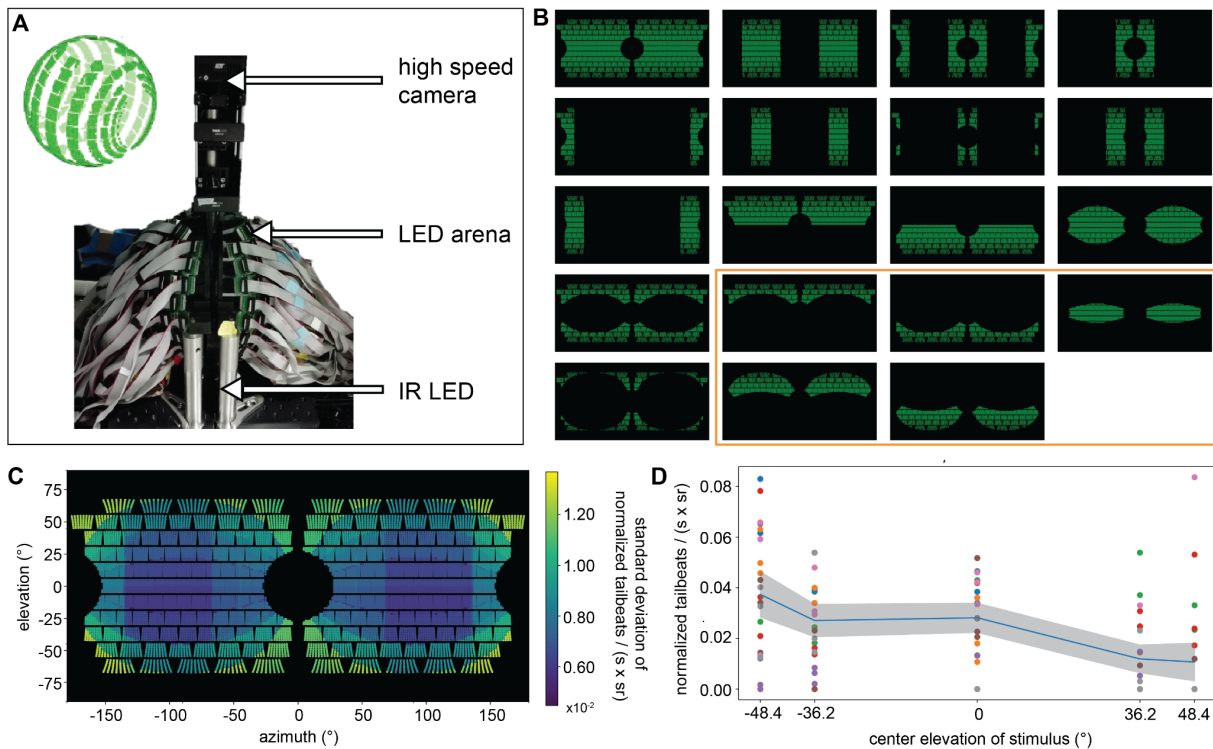 A
high speed
camera
LED arena
IR LED
B
C
elevation (°)
75
50
25
0
-25
-50
-75
-150
-100
-50
0
50
100
150
azimuth (°)
1.20
1.00
0.80
0.60
x10-2
standard deviation of
normalized tailbeats / (s x sr)
D
normalized tailbeats / (s x sr)
0.08
0.06
0.04
0.02
0.00
-48.4
-36.2
0
36.2
48.4
center elevation of stimulus (°)